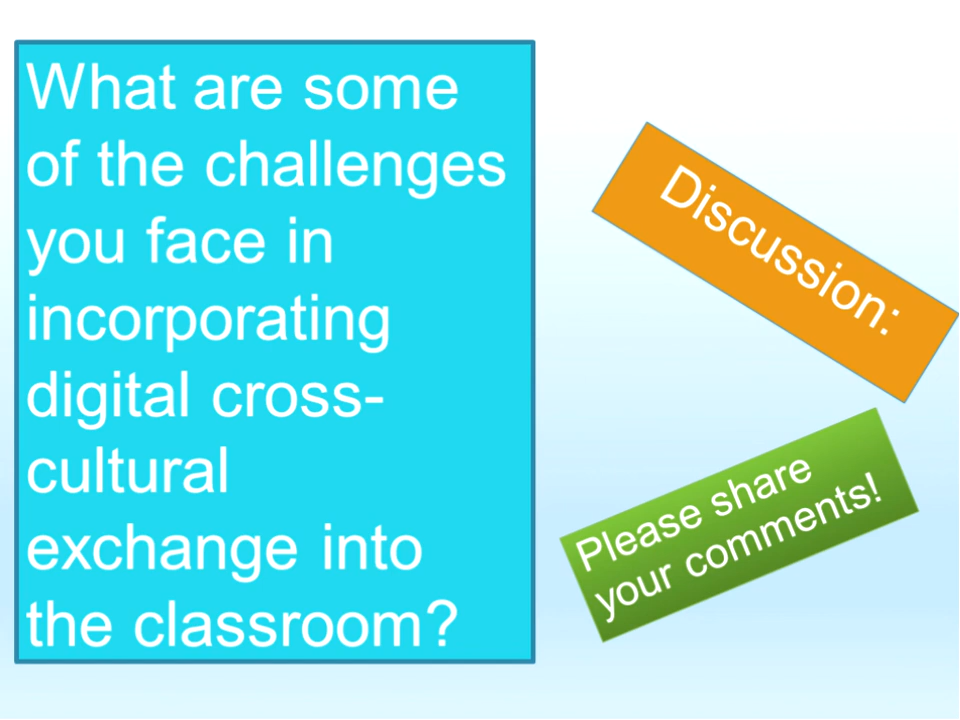 What are some
of the challenges
you face in
incorporating
digital cross-
cultural
exchange into
the classroom?
Discussion:
Please share
your comments!